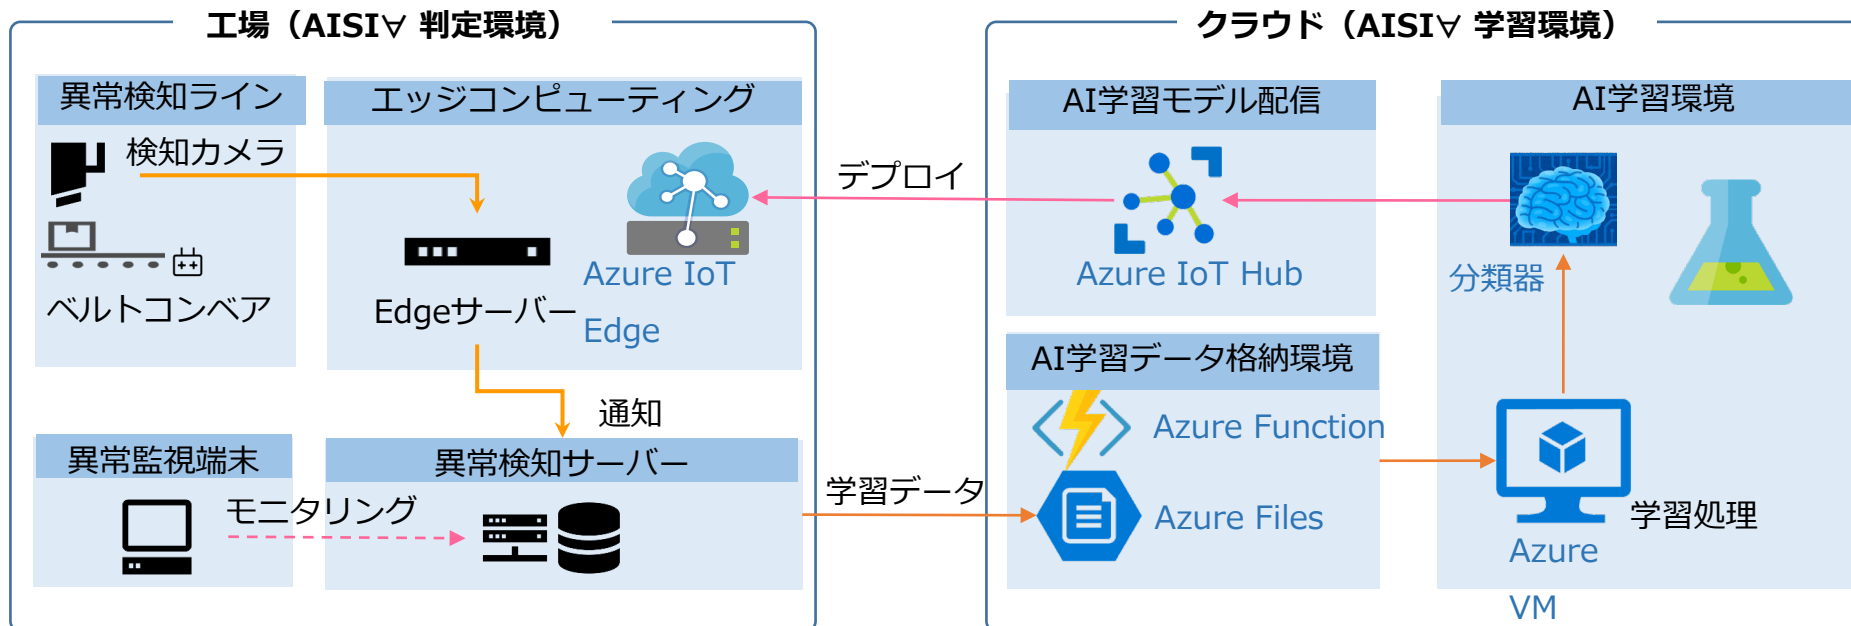 工場（AISI∀ 判定環境）
異常検知ライン
検知カメラ
ベルトコンベア
エッジコンピューティング
Edgeサーバー
Azure IoT
Edge
通知
異常監視端末
モニタリング
異常検知サーバー
デプロイ
学習データ
クラウド（AISI∀ 学習環境）
AI学習モデル配信
Azure IoT Hub
AI学習データ格納環境
Azure Function
Azure Files
AI学習環境
分類器
学習処理
Azure
VM